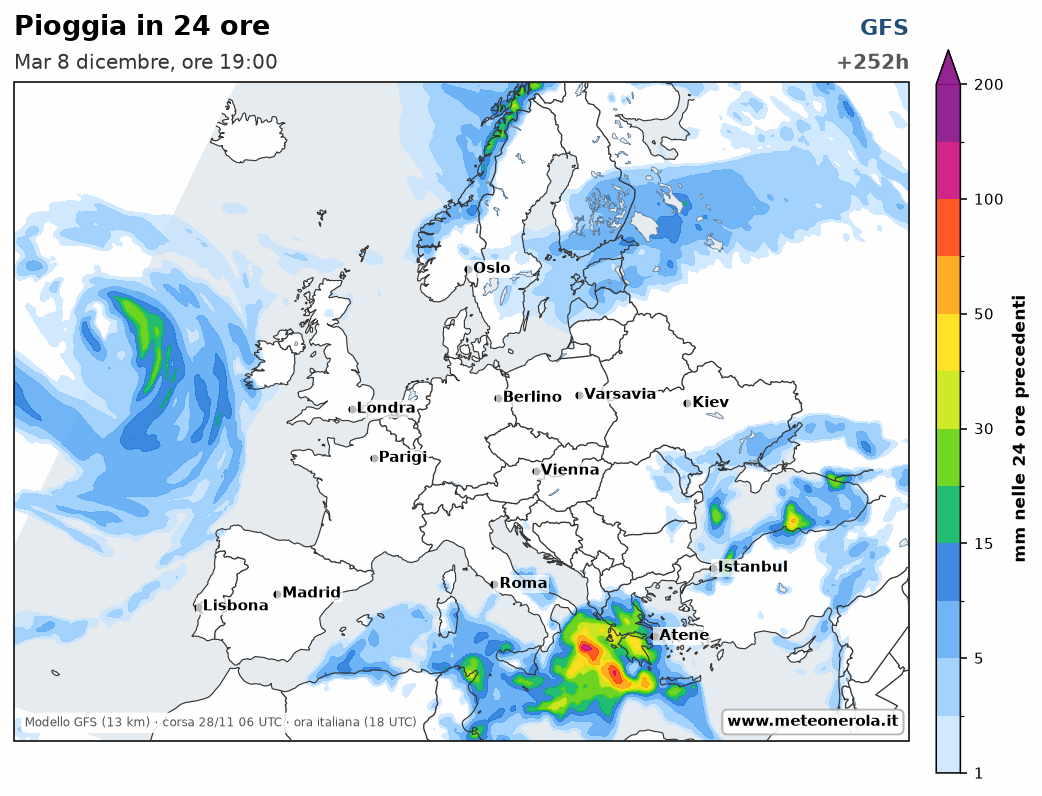 Pioggia in 24 ore
GFS
Mar 8 dicembre, ore 19:00
+252h
200
100
50
30
15
5
1
mm nelle 24 ore precedenti
Oslo
Berlino
Varsavia
Kiev
Londra
Parigi
Vienna
Istanbul
Roma
Madrid
Lisbona
Atene
Modello GFS (13 km) · corsa 28/11 06 UTC · ora italiana (18 UTC)
www.meteonerola.it